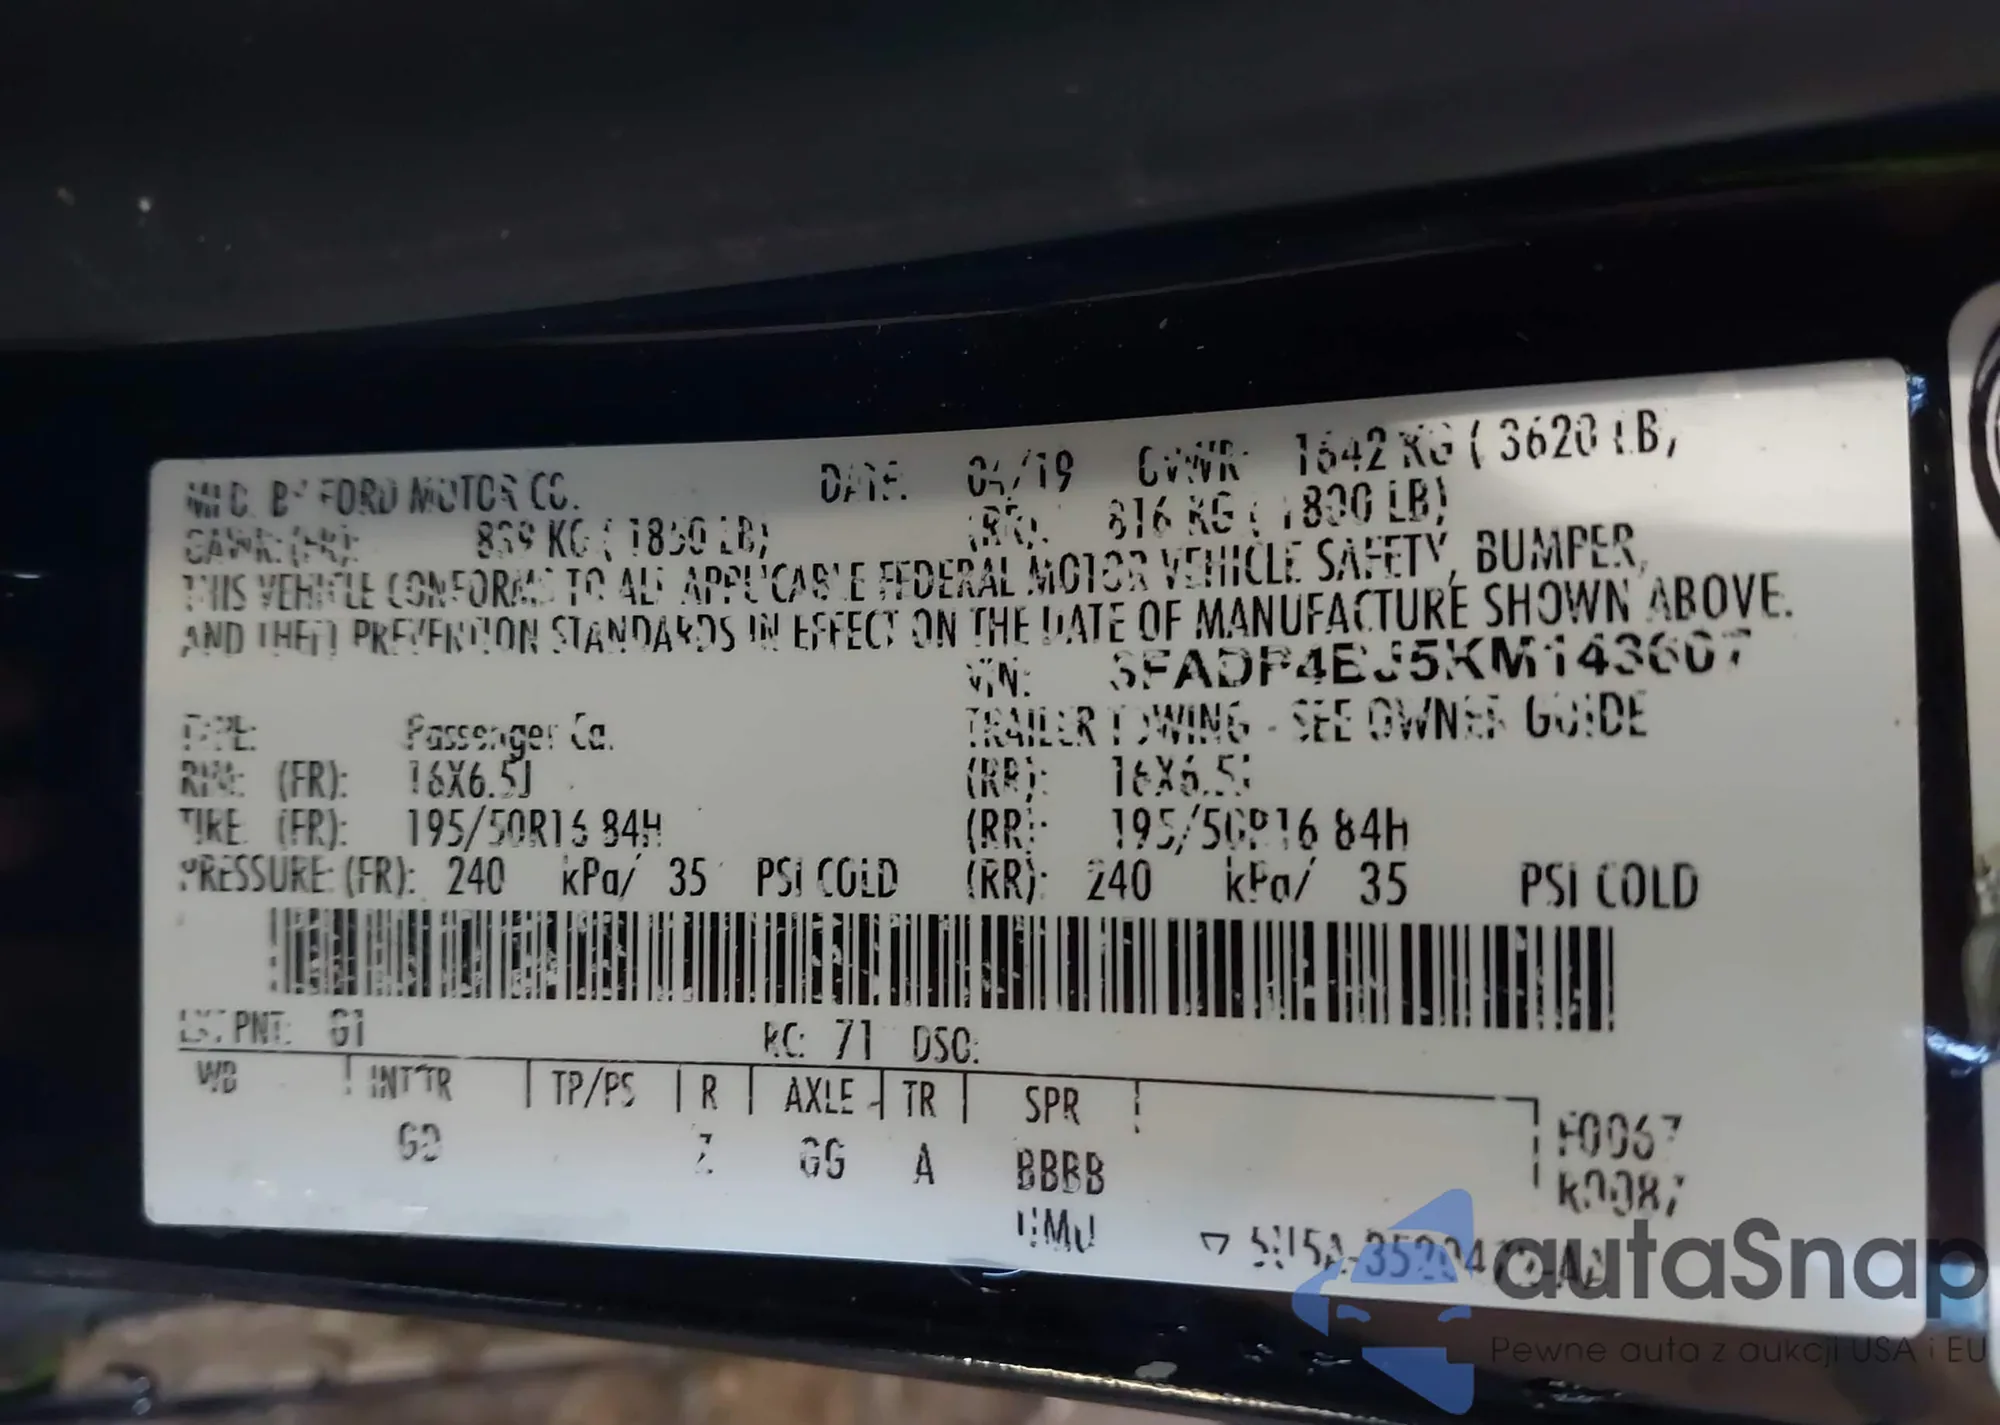 MFD. BY FORD MOTOR CO. DATE: 04/19 GVWR: 1642 KG ( 3620 LB)
GAWR: (FR): KG ( LB) (RR): 816 KG ( 1800 LB)
THIS VEHICLE CONFORMS TO ALL APPLICABLE FEDERAL MOTOR VEHICLE SAFETY, BUMPER,
AND THEFT PREVENTION STANDARDS IN EFFECT ON THE DATE OF MANUFACTURE SHOWN ABOVE.
VIN: 3FADP4BJ5KM143607
TYPE: Passenger Car TRAILER TOWING - SEE OWNER GUIDE
RIM: (FR): 16X6.5J (RR): 16X6.5J
TIRE: (FR): 195/50R16 84H (RR): 195/50R16 84H
PRESSURE: (FR): 240 kPa/ 35 PSI COLD (RR): 240 kPa/ 35 PSI COLD
EXT PNT: G1 RC: 71 DSO:
WB INT TR TP/PS R AXLE TR SPR
Z GG A BBBB
F0067
R0087
autaSnap
Pewne auta z aukcji USA i EU